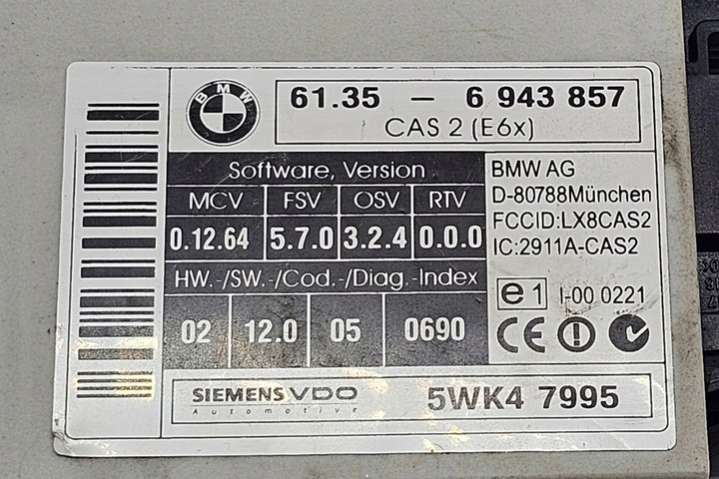 BMW
61.35 – 6 943 857
CAS 2 (E6x)
Software, Version
MCV FSV OSV RTV
0.12.64 5.7.0 3.2.4 0.0.0
HW.-/SW.-/Cod.-/Diag.-Index
02 12.0 05 0690
BMW AG
D-80788München
FCCID:LX8CAS2
IC:2911A-CAS2
e1 I-00 0221
CE
SIEMENS VDO
Automotive
5WK4 7995